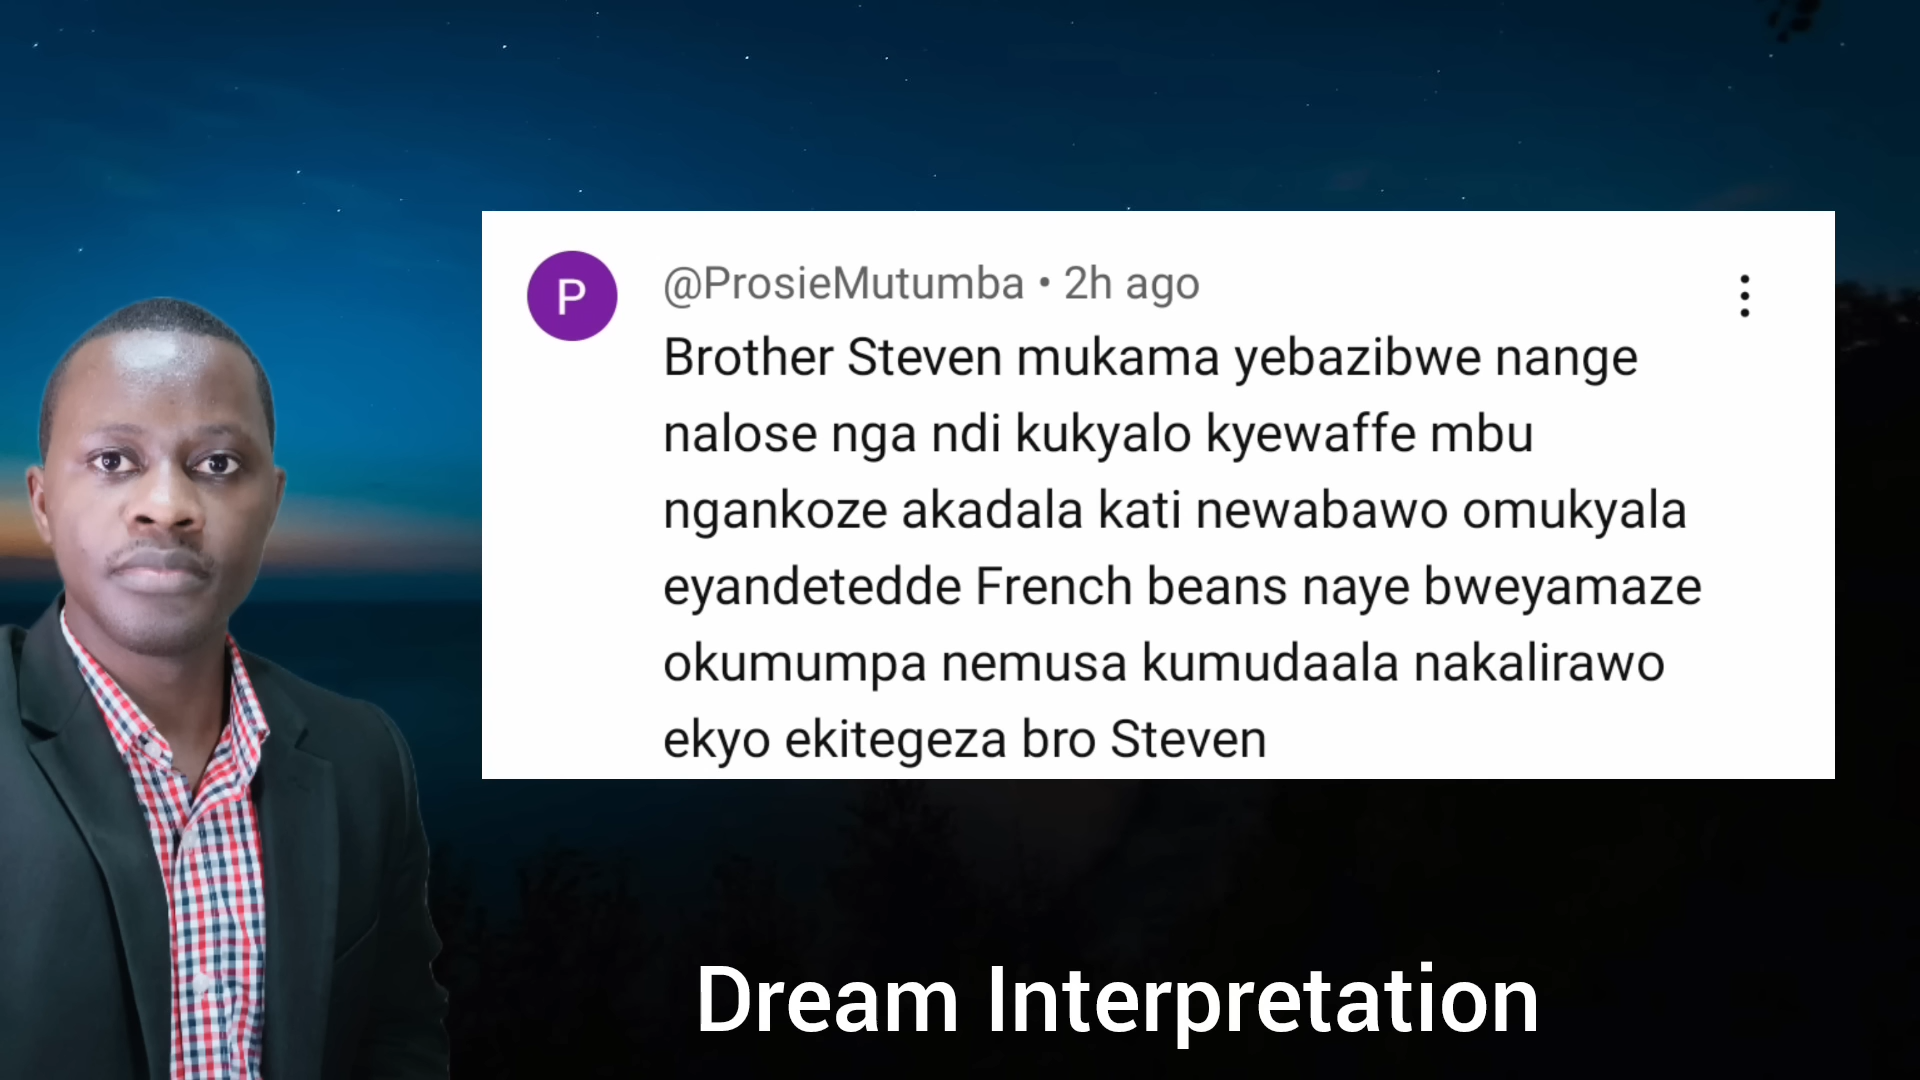 P
@ProsieMutumba • 2h ago
Brother Steven mukama yebazibwe nange
nalose nga ndi kukyalo kyewaffe mbu
ngankoze akadala kati newabawo omukyala
eyandetedde French beans naye bweyamaze
okumumpa nemusa kumudaala nakalirawo
ekyo ekitegeza bro Steven
Dream Interpretation